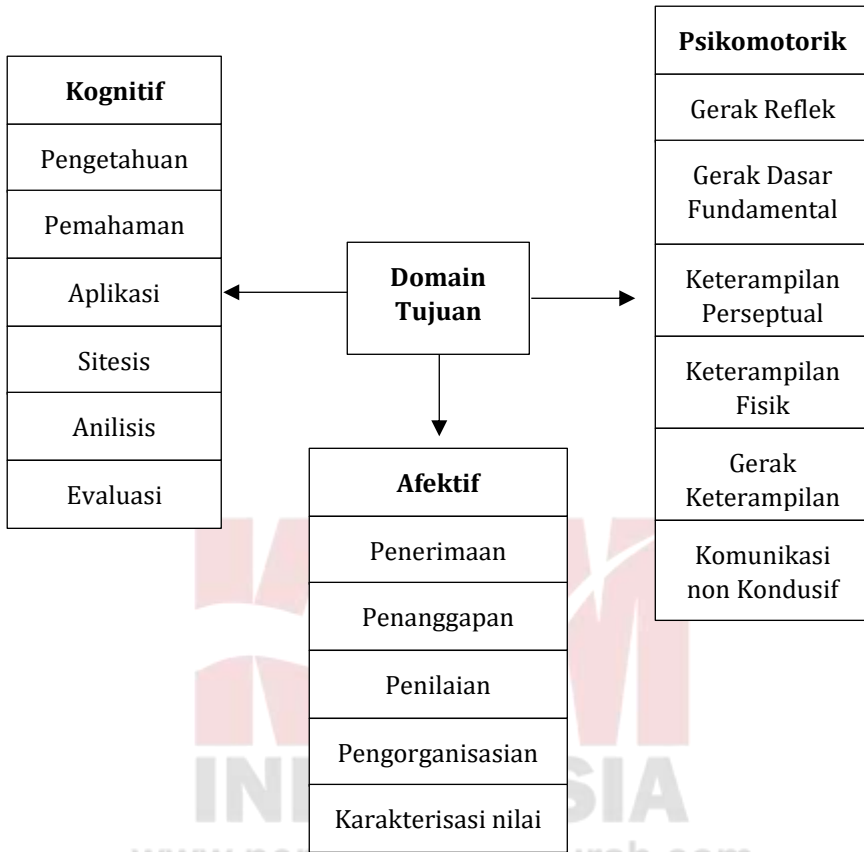 Kognitif
Pengetahuan
Pemahaman
Aplikasi
Sitesis
Anilisis
Evaluasi
Domain
Tujuan
Afektif
Penerimaan
Penanggapan
Penilaian
Pengorganisasian
Karakterisasi nilai
Psikomotorik
Gerak Reflek
Gerak Dasar
Fundamental
Keterampilan
Perseptual
Keterampilan
Fisik
Gerak
Keterampilan
Komunikasi
non Kondusif